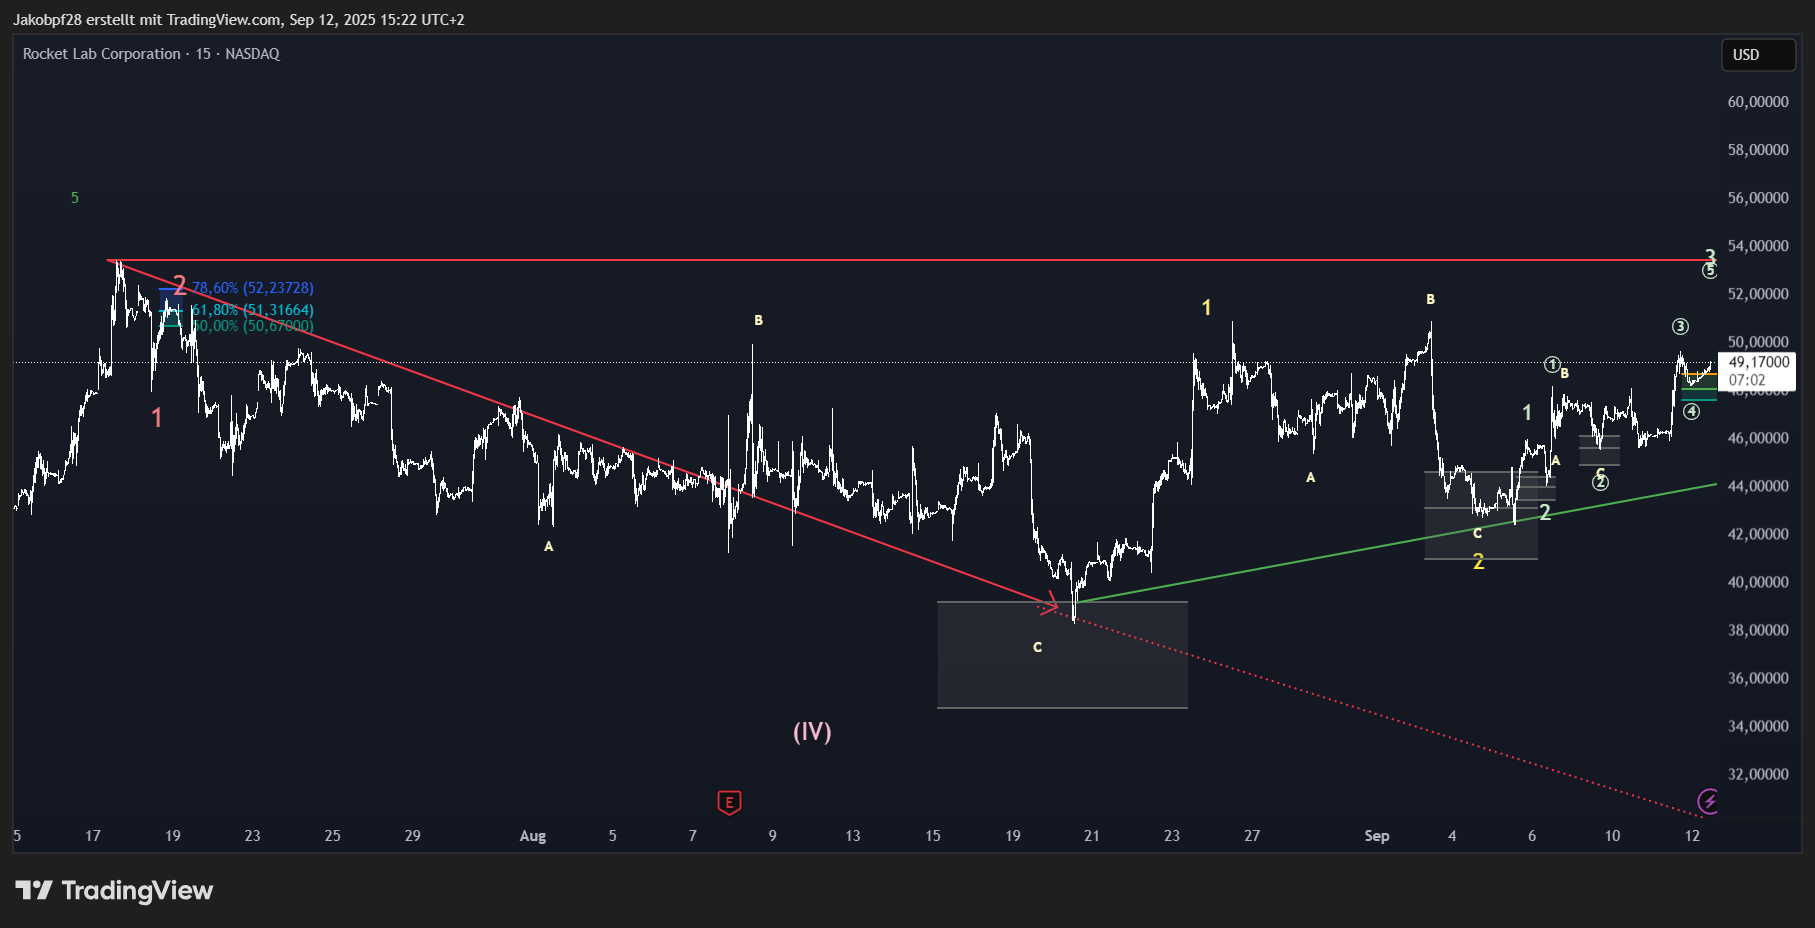 Jakobpf28 erstellt mit TradingView.com, Sep 12, 2025 15:22 UTC+2
Rocket Lab Corporation · 15 · NASDAQ
USD
60,00000
58,00000
5
56,00000
54,00000
3
5
2
78,60% (52,23728)
52,00000
61,80% (51,31664)
50,00% (50,67000)
1
B
B
3
50,00000
49,17000
07:02
48,00000
1
B
1
1
4
46,00000
A
A
C
2
44,00000
2
A
C
42,00000
2
40,00000
38,00000
C
36,00000
(IV)
34,00000
32,00000
E
5 17 19 23 25 29 Aug 5 7 9 13 15 19 21 23 27 Sep 4 6 10 12
TradingView